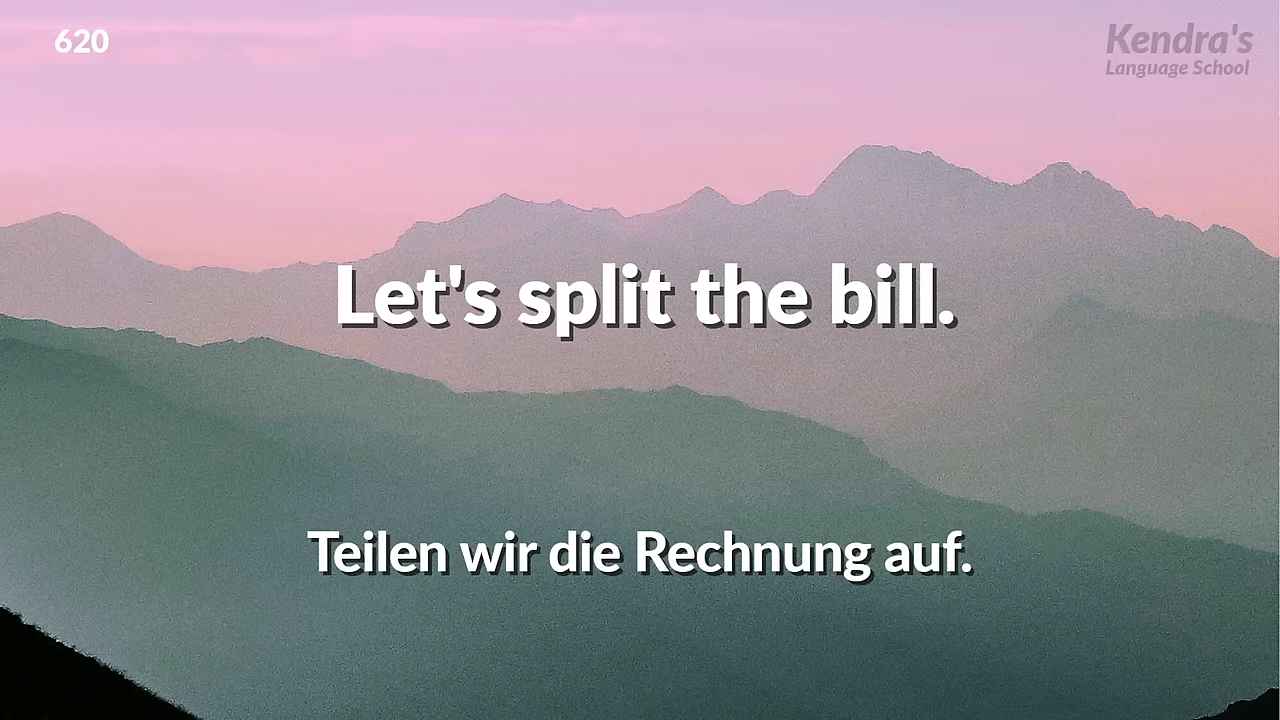 620
Kendra's
Language School
Let's split the bill.
Teilen wir die Rechnung auf.